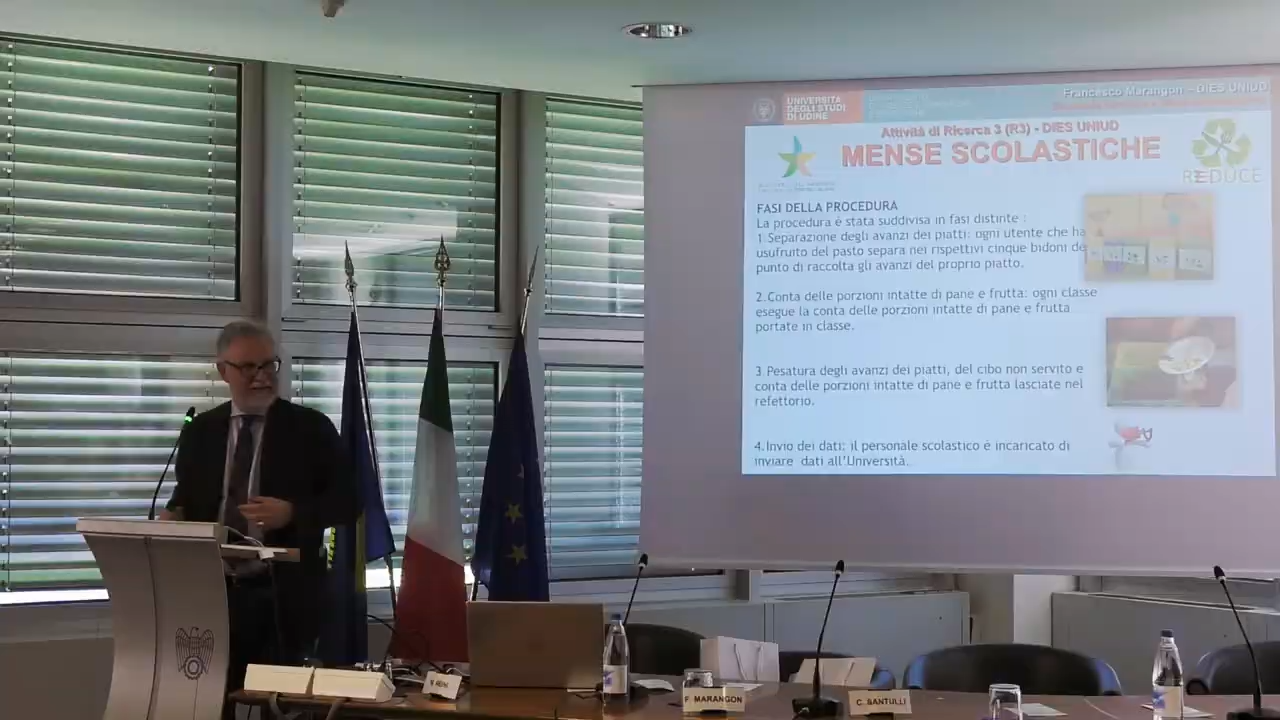 UNIVERSITÀ
DEGLI STUDI
DI UDINE
Francesco Marangon - DIES UNIUD
Attività di Ricerca 3 (R3) - DIES UNIUD
MENSE SCOLASTICHE
REDUCE
FASI DELLA PROCEDURA
La procedura è stata suddivisa in fasi distinte :
1.Separazione degli avanzi dei piatti: ogni utente che ha
usufruito del pasto separa nei rispettivi cinque bidoni de
punto di raccolta gli avanzi del proprio piatto.
2.Conta delle porzioni intatte di pane e frutta: ogni classe
esegue la conta delle porzioni intatte di pane e frutta
portate in classe.
3.Pesatura degli avanzi dei piatti, del cibo non servito e
conta delle porzioni intatte di pane e frutta lasciate nel
refettorio.
4.Invio dei dati: il personale scolastico è incaricato di
inviare dati all'Università.
F. MARANGON
C. SANTULLI